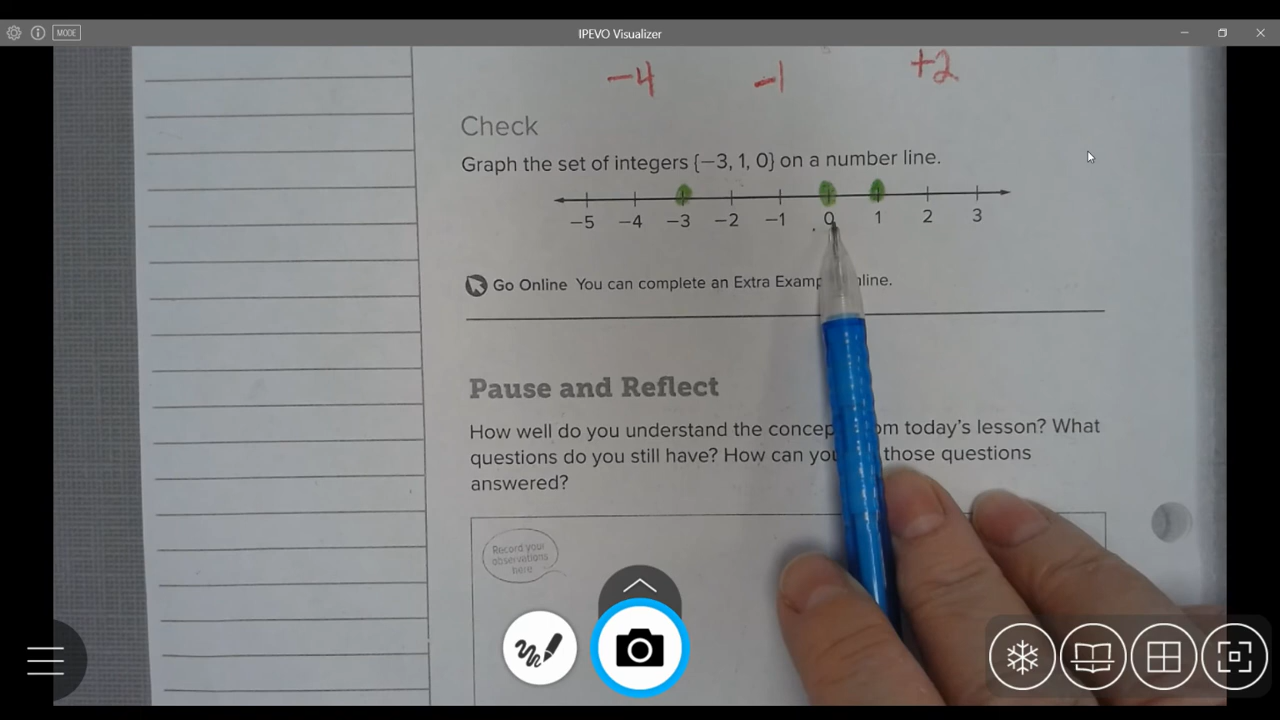 MODE
IPEVO Visualizer
-4 -1 +2
Check
Graph the set of integers {−3, 1, 0} on a number line.
−5 −4 −3 −2 −1 0 1 2 3
Go Online You can complete an Extra Examp line.
Pause and Reflect
How well do you understand the concep om today's lesson? What
questions do you still have? How can you those questions
answered?
Record your
observations
here